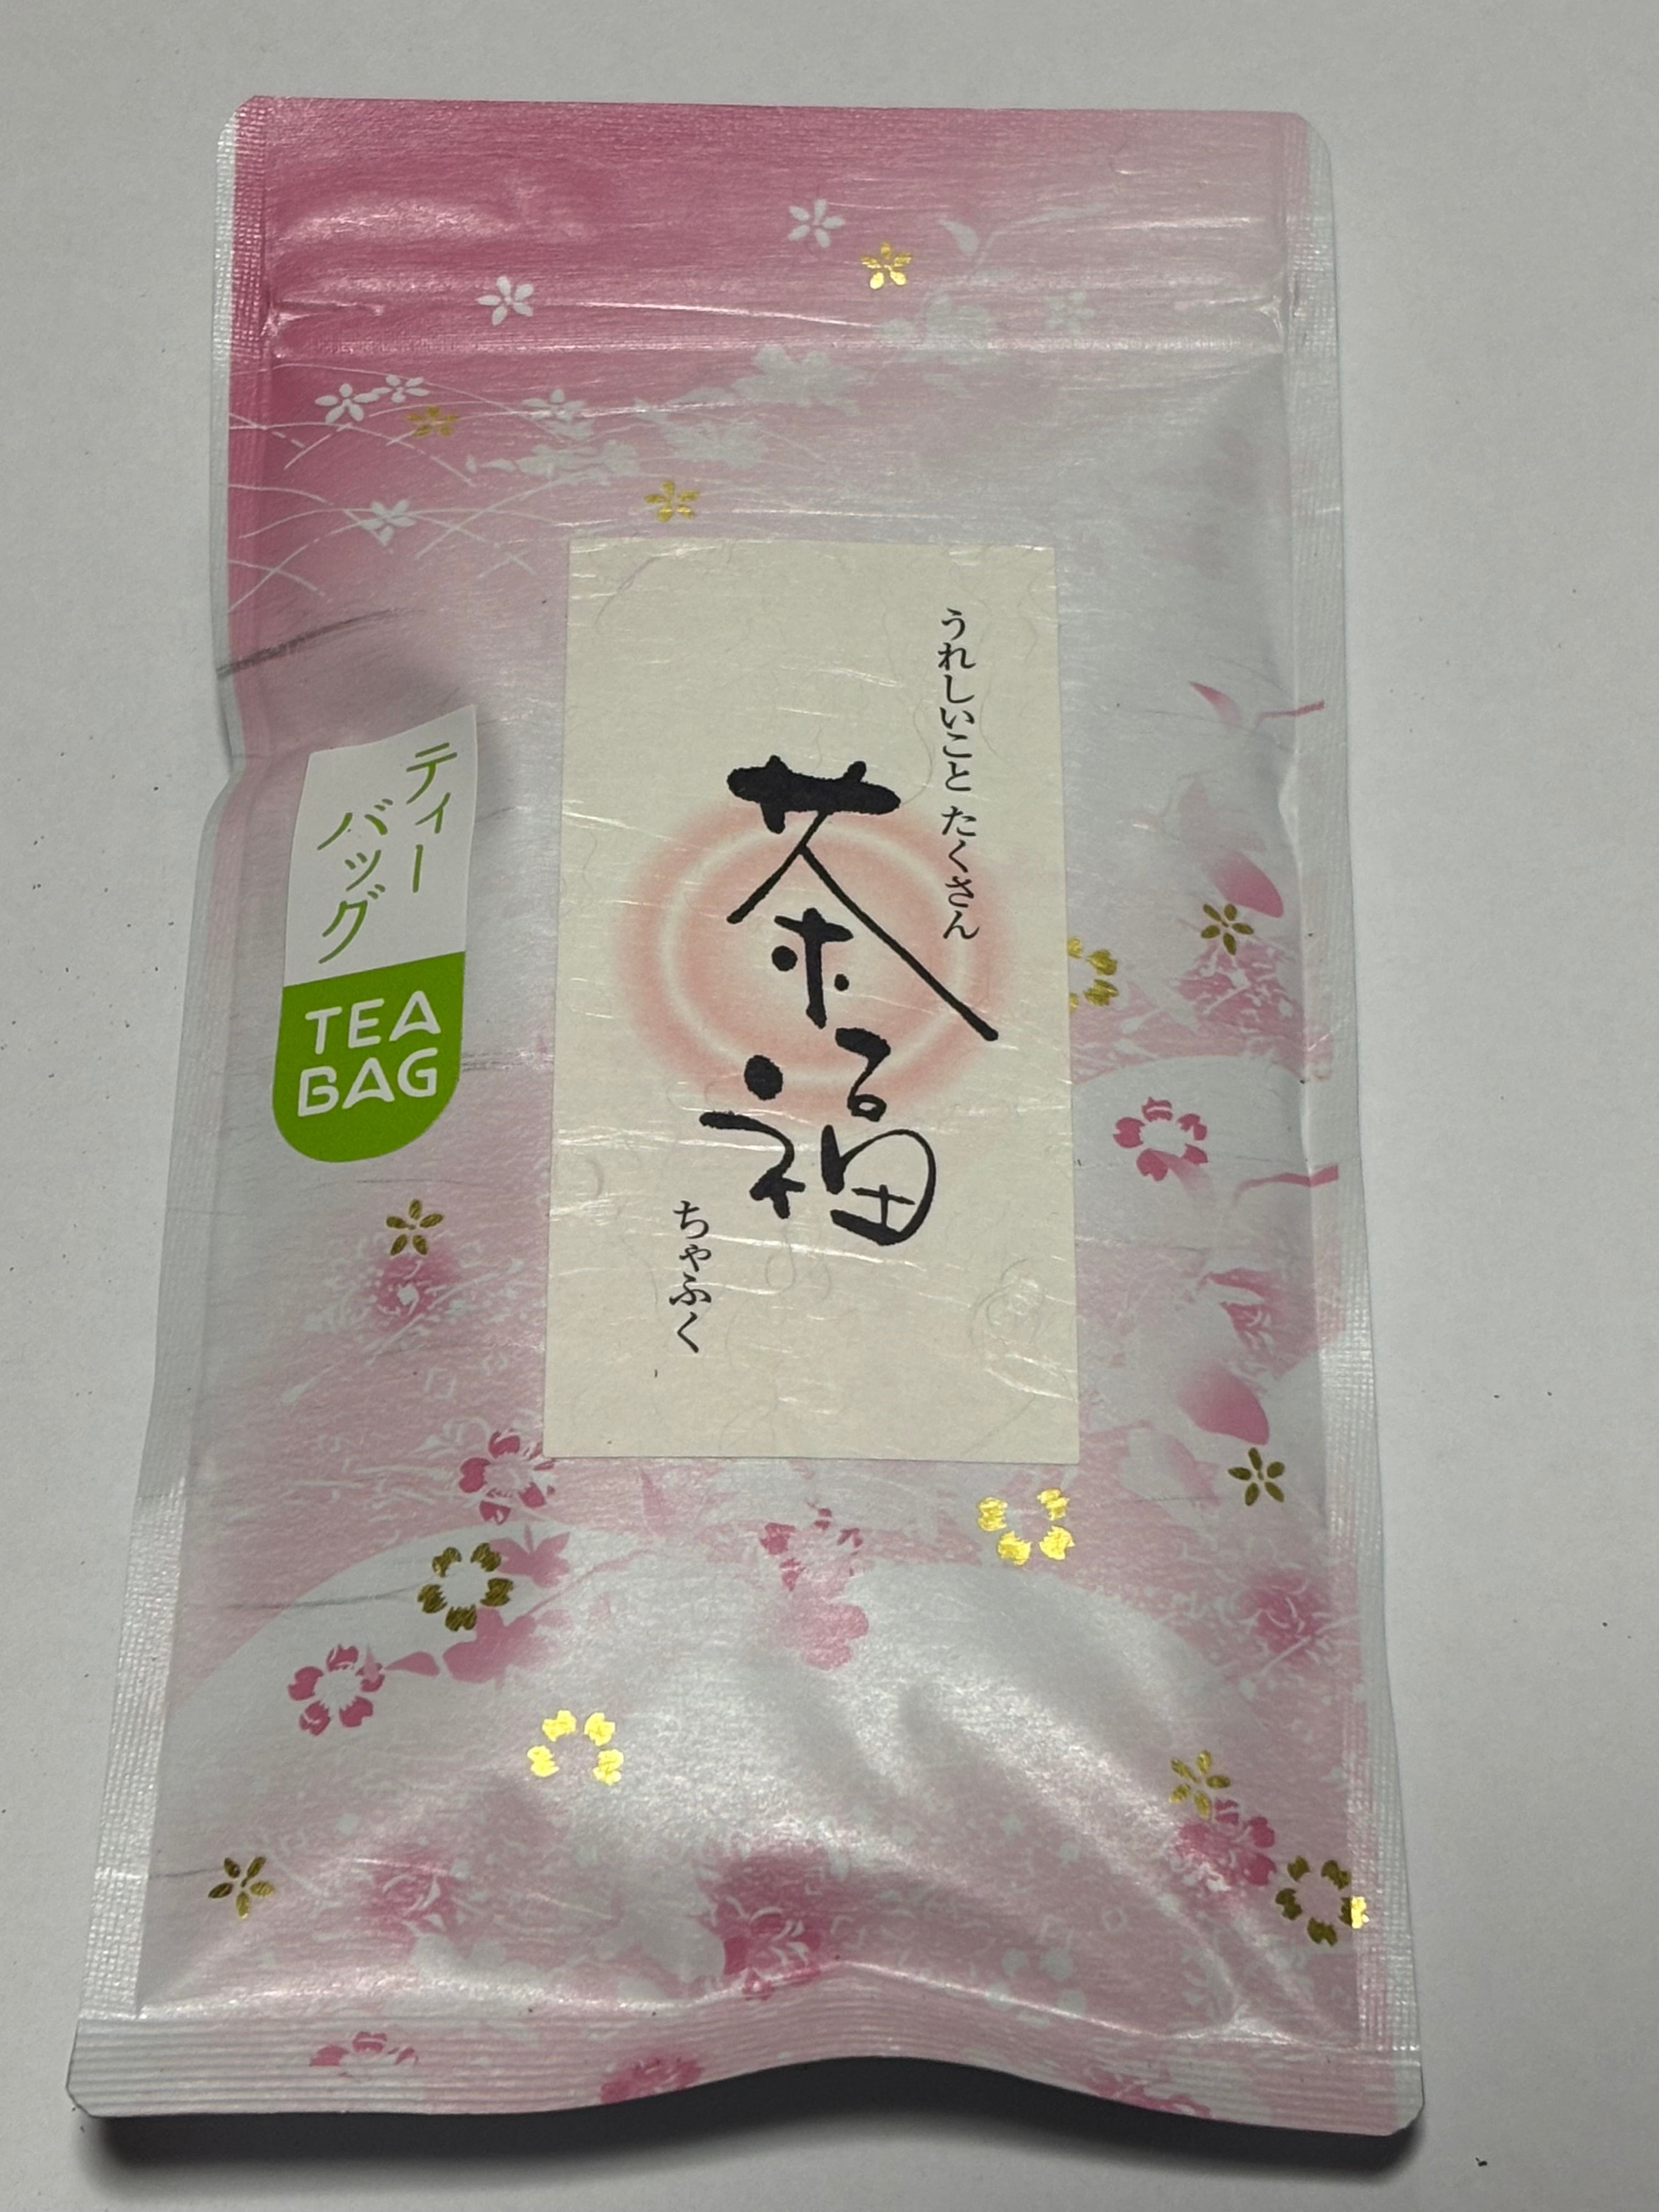 うれしいこと たくさん
茶福
ちゃふく
ティー
バッグ
TEA
BAG